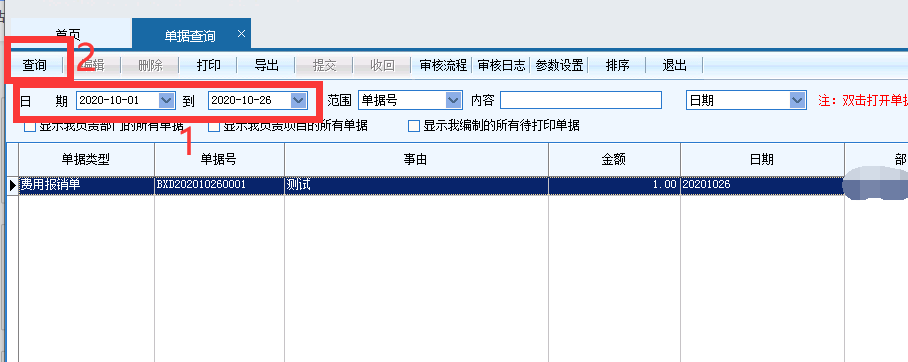 首页 单据查询 ×
查询 编辑 删除 打印 导出 提交 收回 审核流程 审核日志 参数设置 排序 退出
2
日 期 2020-10-01 到 2020-10-26 范围 单据号 内容 日期 注：双击打开单据
1
显示我负责部门的所有单据 显示我负责项目的所有单据 显示我编制的所有待打印单据
单据类型 单据号 事由 金额 日期 部
费用报销单 BXD202010260001 测试 1.00 20201026